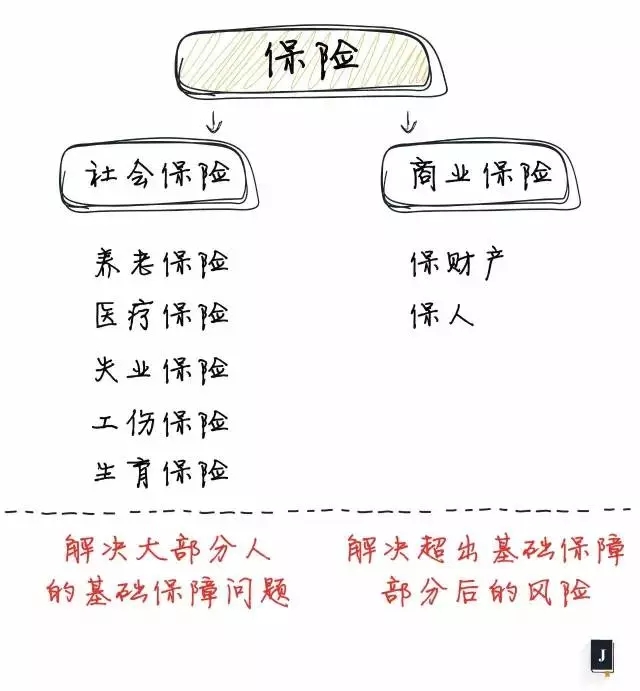 保险
社会保险
商业保险
养老保险
医疗保险
失业保险
工伤保险
生育保险
保财产
保人
解决大部分人
的基础保障问题
解决超出基础保障
部分后的风险
J